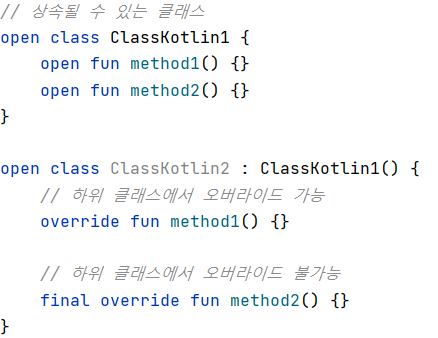 // 상속될 수 있는 클래스
open class ClassKotlin1 {
    open fun method1() {}
    open fun method2() {}
}

open class ClassKotlin2 : ClassKotlin1() {
    // 하위 클래스에서 오버라이드 가능
    override fun method1() {}

    // 하위 클래스에서 오버라이드 불가능
    final override fun method2() {}
}